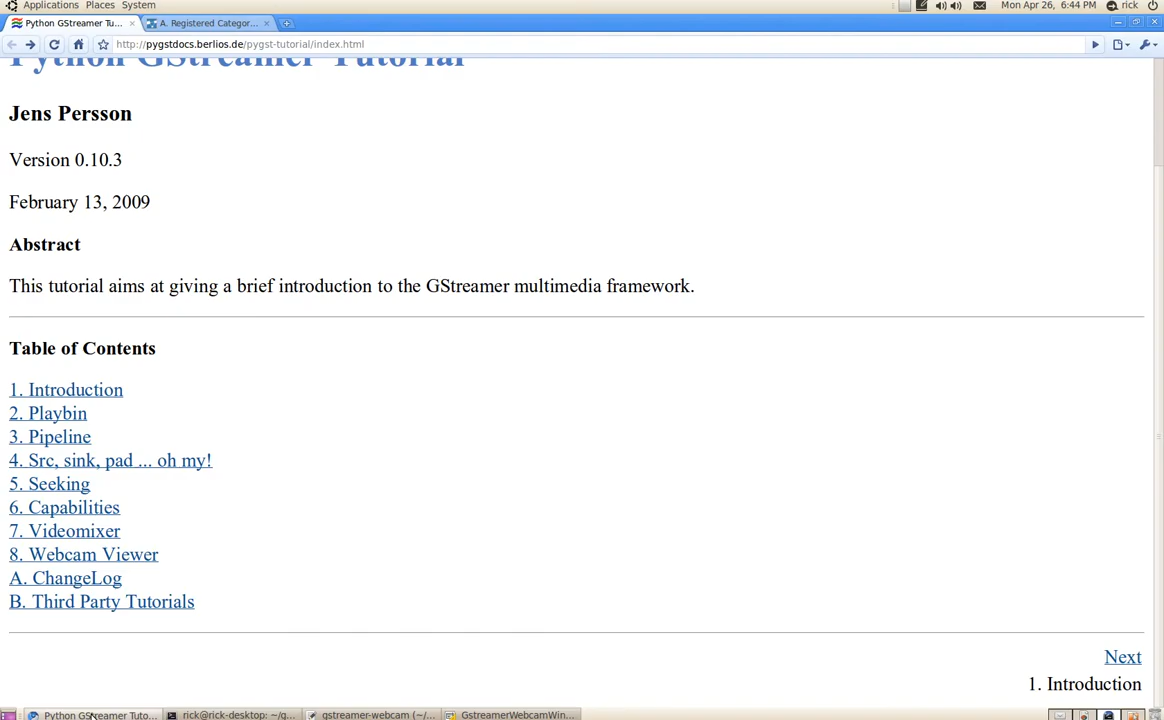 Applications Places System
Mon Apr 26, 6:44 PM rick
Python GStreamer Tu...
A. Registered Categor...
http://pygstdocs.berlios.de/pygst-tutorial/index.html
Python GStreamer Tutorial
Jens Persson
Version 0.10.3
February 13, 2009
Abstract
This tutorial aims at giving a brief introduction to the GStreamer multimedia framework.
Table of Contents
1. Introduction
2. Playbin
3. Pipeline
4. Src, sink, pad ... oh my!
5. Seeking
6. Capabilities
7. Videomixer
8. Webcam Viewer
A. ChangeLog
B. Third Party Tutorials
Next
1. Introduction
Python GStreamer Tuto...
rick@rick-desktop: ~/g...
gstreamer-webcam (~/...
GstreamerWebcamWin...